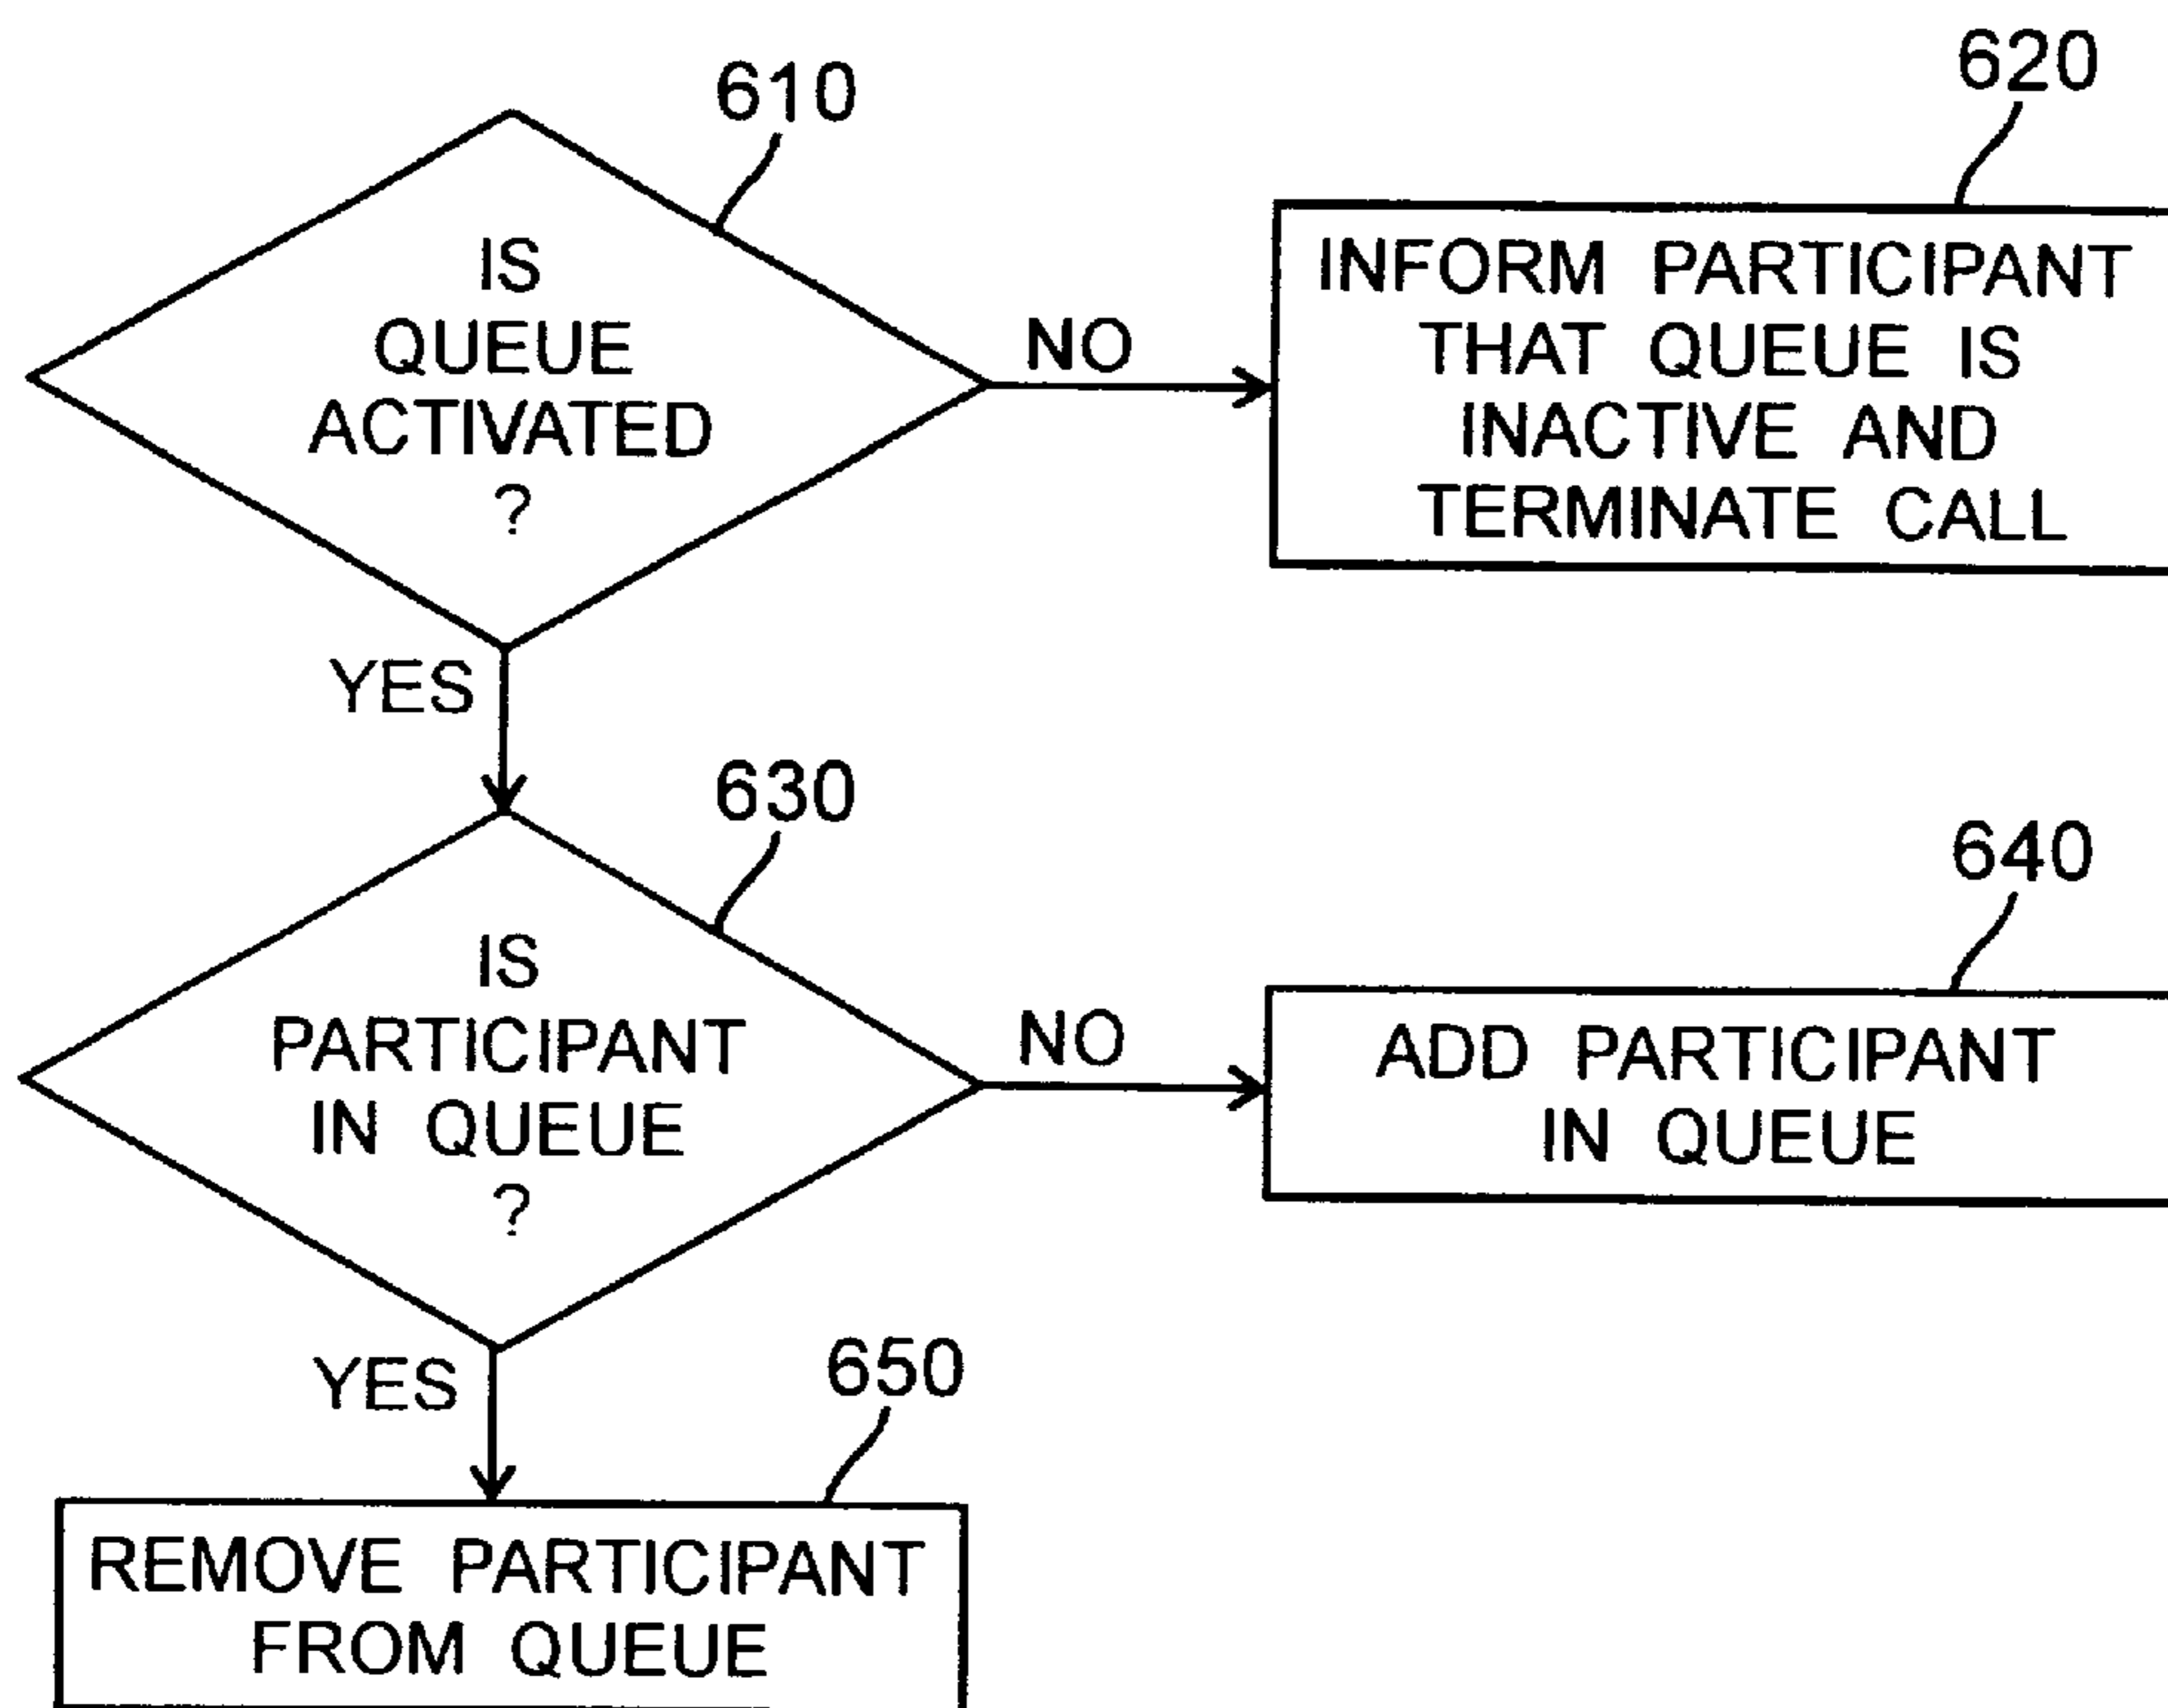 610
IS
QUEUE
ACTIVATED
?
NO
620
INFORM PARTICIPANT
THAT QUEUE IS
INACTIVE AND
TERMINATE CALL
YES
630
IS
PARTICIPANT
IN QUEUE
?
NO
640
ADD PARTICIPANT
IN QUEUE
YES
650
REMOVE PARTICIPANT
FROM QUEUE